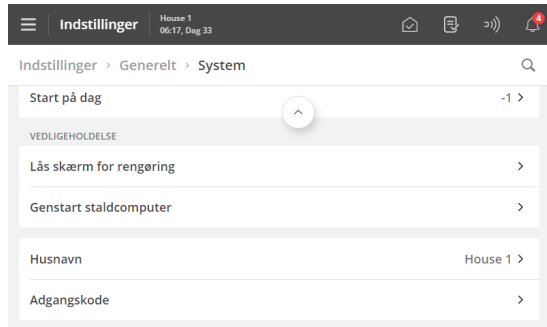 Indstillinger
House 1
06:17, Dag 33
4
Indstillinger > Generelt > System
Start på dag -1 >
VEDLIGEHOLDELSE
Lås skærm for rengøring >
Genstart staldcomputer >
Husnavn House 1 >
Adgangskode >